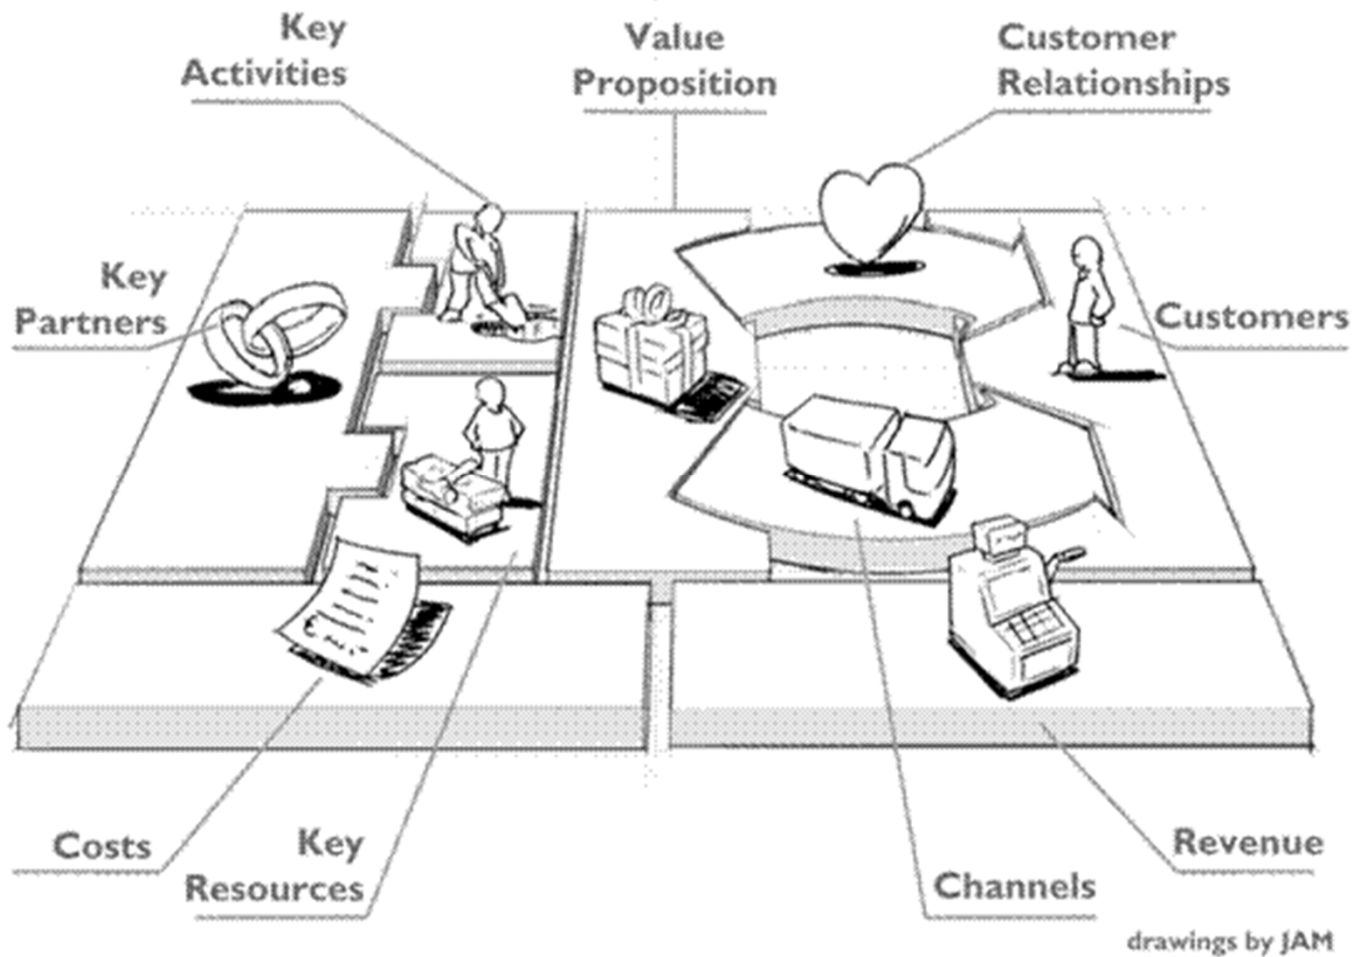 Key
Activities
Value
Proposition
Customer
Relationships
Key
Partners
Customers
Costs
Key
Resources
Channels
Revenue
drawings by JAM